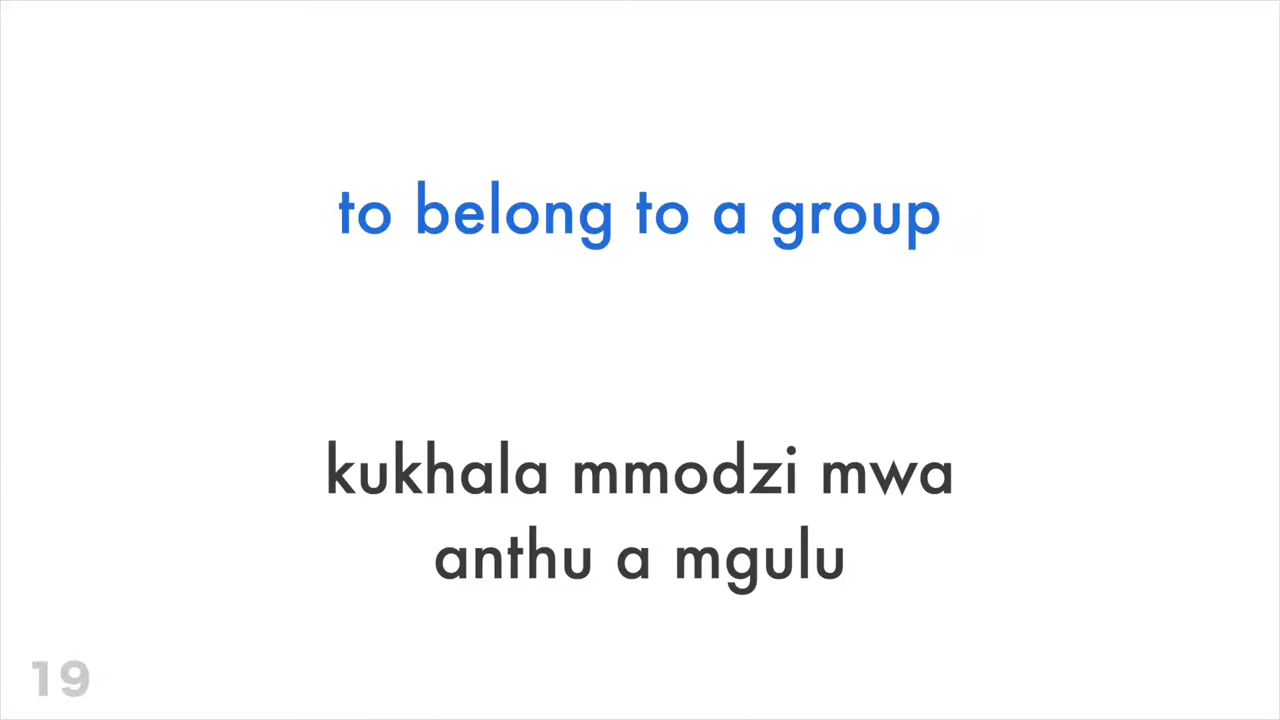 to belong to a group
kukhala mmodzi mwa
anthu a mgulu
19